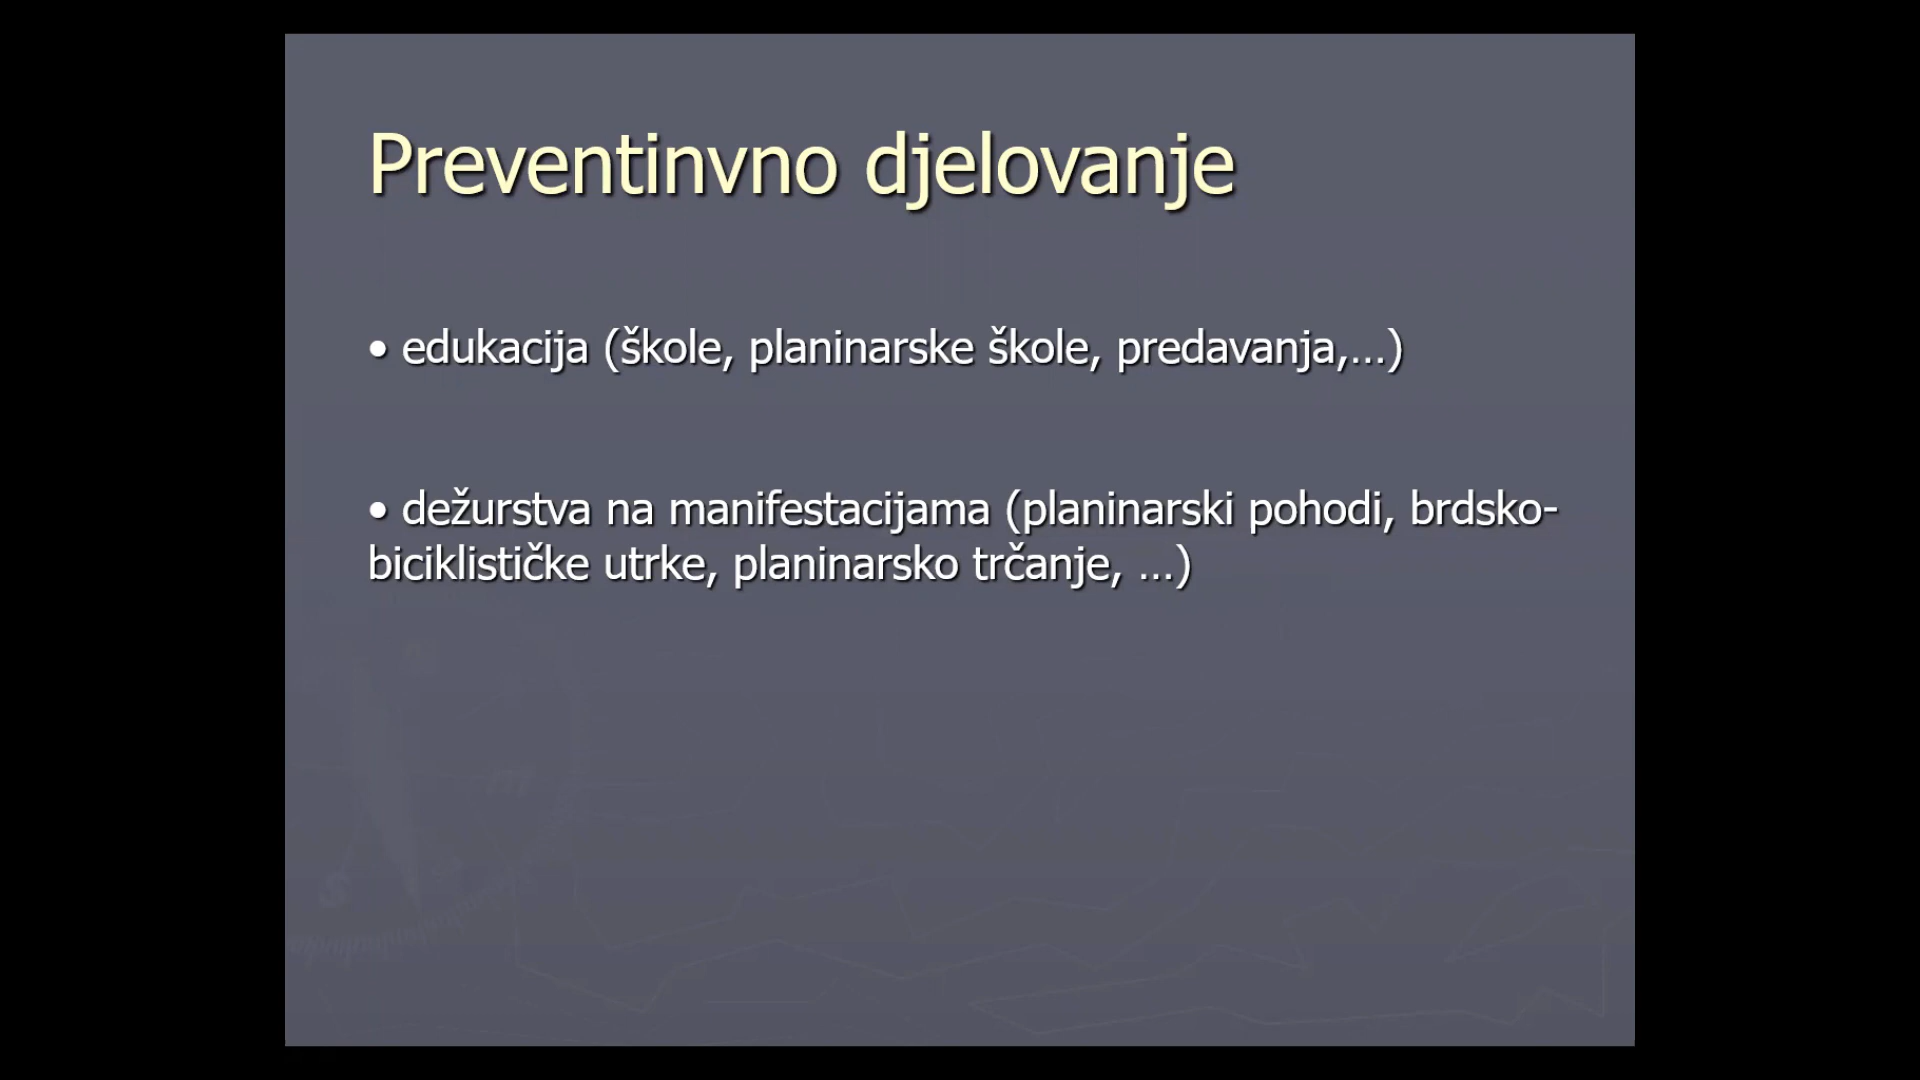 Preventinvno djelovanje
• edukacija (škole, planinarske škole, predavanja,...)
• dežurstva na manifestacijama (planinarski pohodi, brdsko-
biciklističke utrke, planinarsko trčanje, ...)